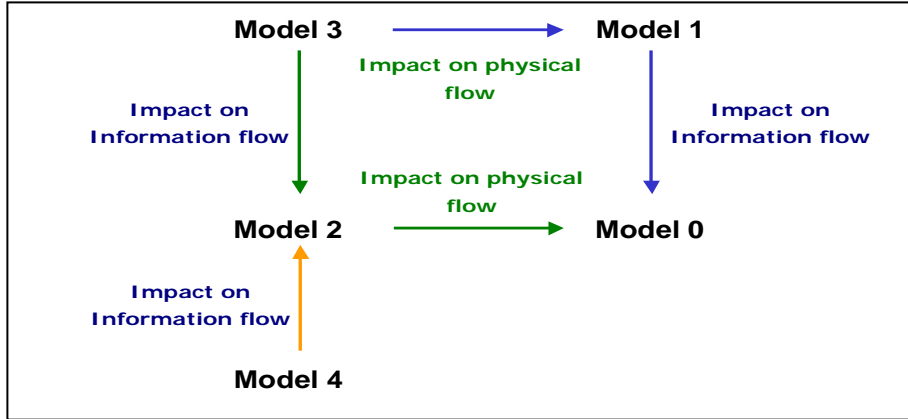 Model 3
Model 1
Impact on physical
flow
Impact on
Information flow
Impact on
Information flow
Impact on physical
flow
Model 2
Model 0
Impact on
Information flow
Model 4